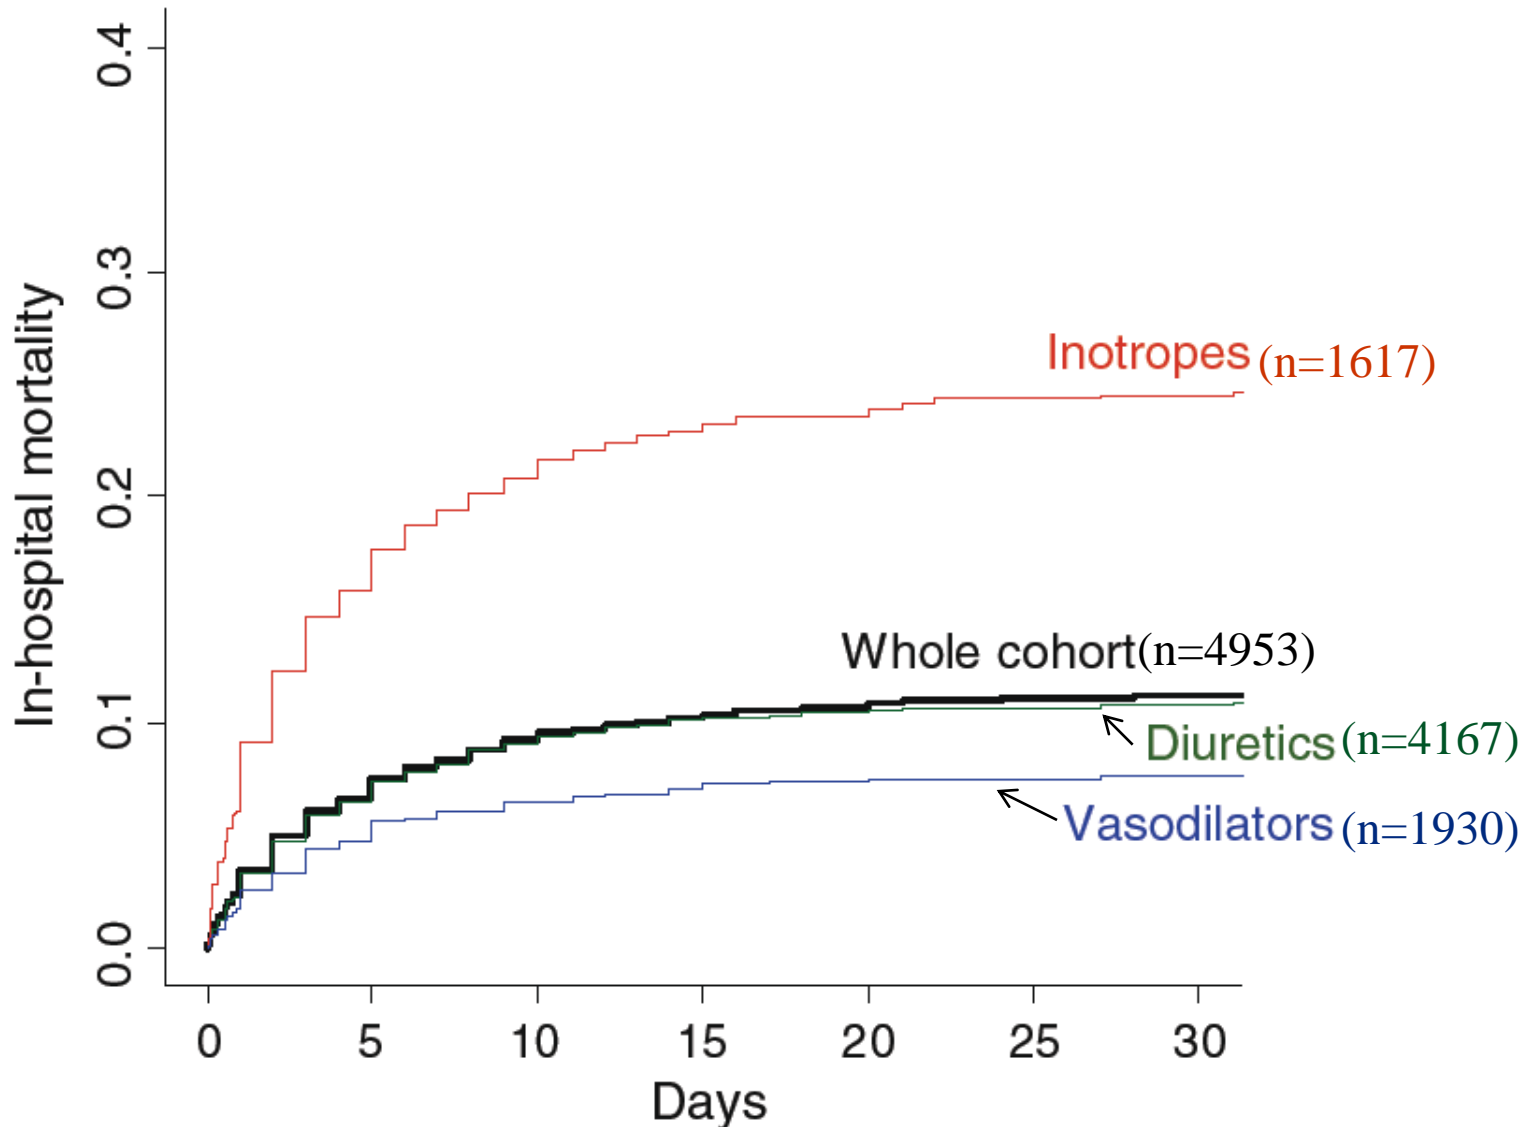 In-hospital mortality
0.4
0.3
0.2
0.1
0.0
Inotropes (n=1617)
Whole cohort(n=4953)
Diuretics (n=4167)
Vasodilators (n=1930)
0 5 10 15 20 25 30
Days